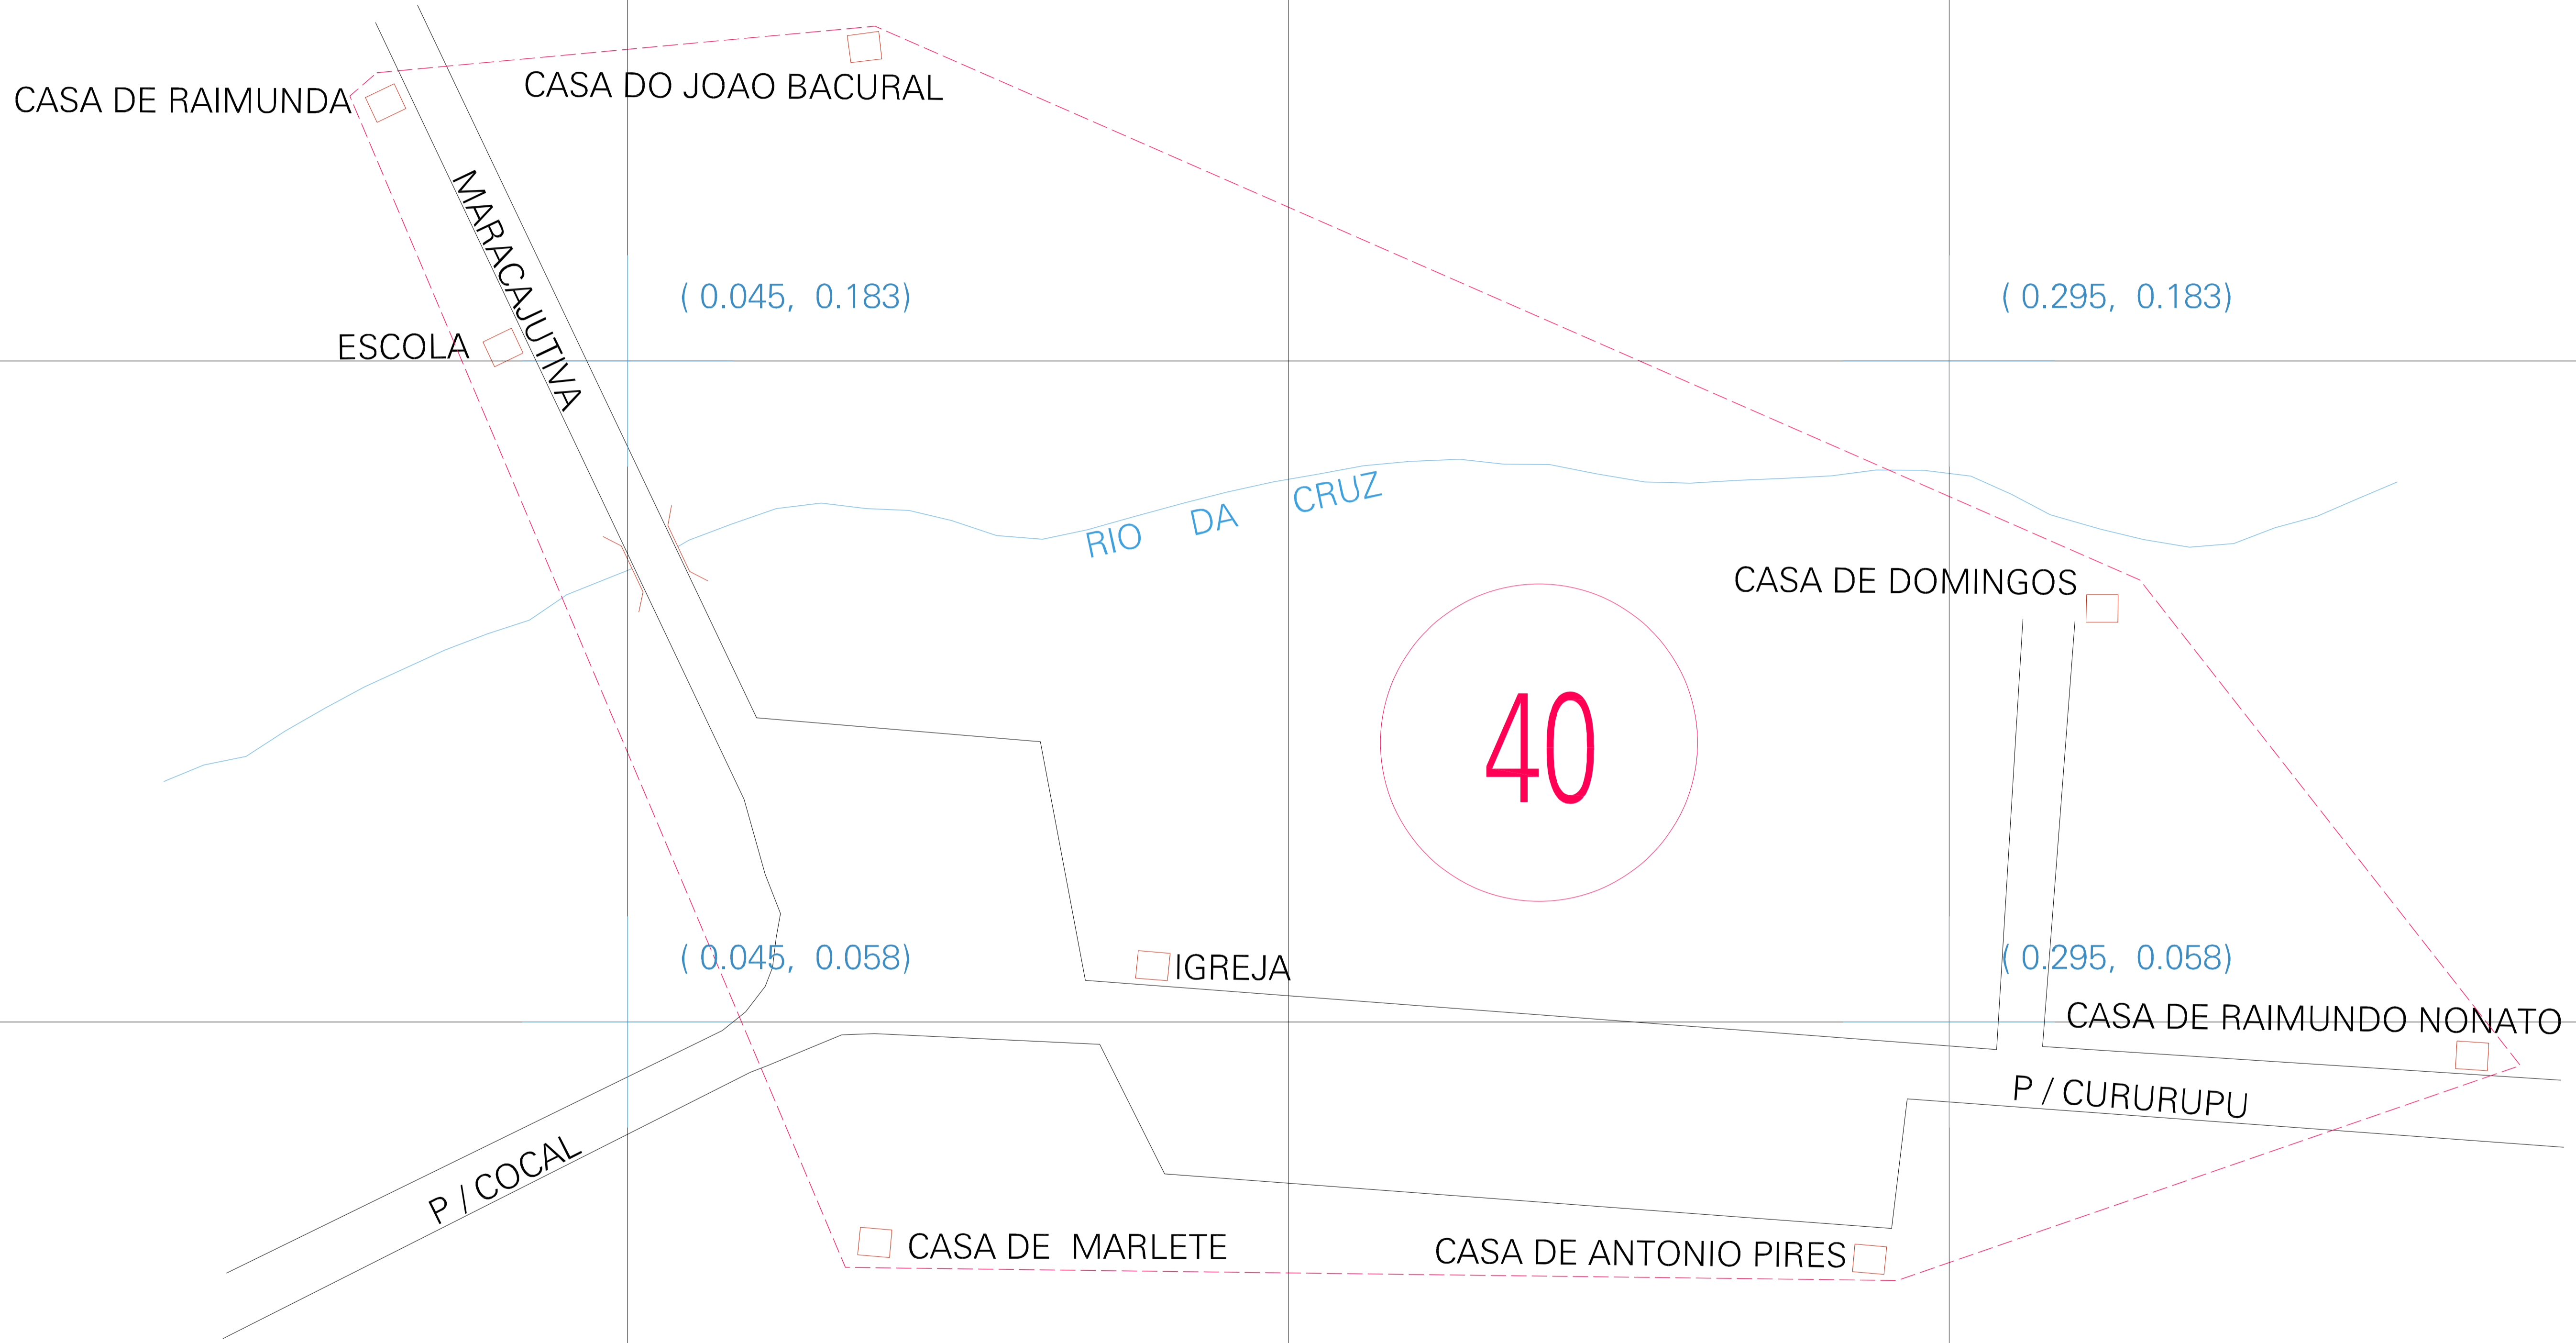 CASA DO JOAO BACURAL
CASA DE RAIMUNDA
MARACAJUTIVA
( 0.045, 0.183)
( 0.295, 0.183)
ESCOLA
RIO DA CRUZ
CASA DE DOMINGOS
40
( 0.045, 0.058)
IGREJA
( 0.295, 0.058)
CASA DE RAIMUNDO NONATO
P / CURURUPU
P / COCAL
CASA DE MARLETE
CASA DE ANTONIO PIRES